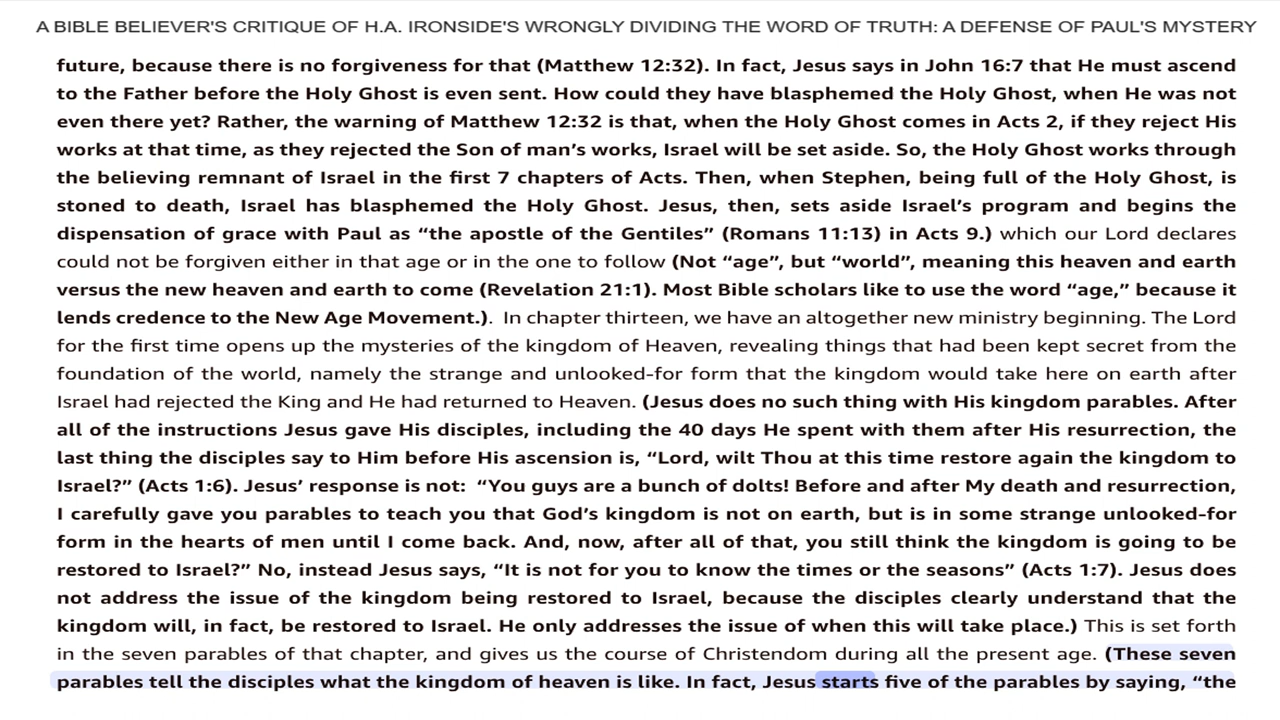 A BIBLE BELIEVER'S CRITIQUE OF H.A. IRONSIDE'S WRONGLY DIVIDING THE WORD OF TRUTH: A DEFENSE OF PAUL'S MYSTERY
future, because there is no forgiveness for that (Matthew 12:32). In fact, Jesus says in John 16:7 that He must ascend
to the Father before the Holy Ghost is even sent. How could they have blasphemed the Holy Ghost, when He was not
even there yet? Rather, the warning of Matthew 12:32 is that, when the Holy Ghost comes in Acts 2, if they reject His
works at that time, as they rejected the Son of man’s works, Israel will be set aside. So, the Holy Ghost works through
the believing remnant of Israel in the first 7 chapters of Acts. Then, when Stephen, being full of the Holy Ghost, is
stoned to death, Israel has blasphemed the Holy Ghost. Jesus, then, sets aside Israel’s program and begins the
dispensation of grace with Paul as “the apostle of the Gentiles” (Romans 11:13) in Acts 9.) which our Lord declares
could not be forgiven either in that age or in the one to follow (Not “age”, but “world”, meaning this heaven and earth
versus the new heaven and earth to come (Revelation 21:1). Most Bible scholars like to use the word “age,” because it
lends credence to the New Age Movement.). In chapter thirteen, we have an altogether new ministry beginning. The Lord
for the first time opens up the mysteries of the kingdom of Heaven, revealing things that had been kept secret from the
foundation of the world, namely the strange and unlooked-for form that the kingdom would take here on earth after
Israel had rejected the King and He had returned to Heaven. (Jesus does no such thing with His kingdom parables. After
all of the instructions Jesus gave His disciples, including the 40 days He spent with them after His resurrection, the
last thing the disciples say to Him before His ascension is, “Lord, wilt Thou at this time restore again the kingdom to
Israel?” (Acts 1:6). Jesus’ response is not: “You guys are a bunch of dolts! Before and after My death and resurrection,
I carefully gave you parables to teach you that God’s kingdom is not on earth, but is in some strange unlooked-for
form in the hearts of men until I come back. And, now, after all of that, you still think the kingdom is going to be
restored to Israel?” No, instead Jesus says, “It is not for you to know the times or the seasons” (Acts 1:7). Jesus does
not address the issue of the kingdom being restored to Israel, because the disciples clearly understand that the
kingdom will, in fact, be restored to Israel. He only addresses the issue of when this will take place.) This is set forth
in the seven parables of that chapter, and gives us the course of Christendom during all the present age. (These seven
parables tell the disciples what the kingdom of heaven is like. In fact, Jesus starts five of the parables by saying, “the